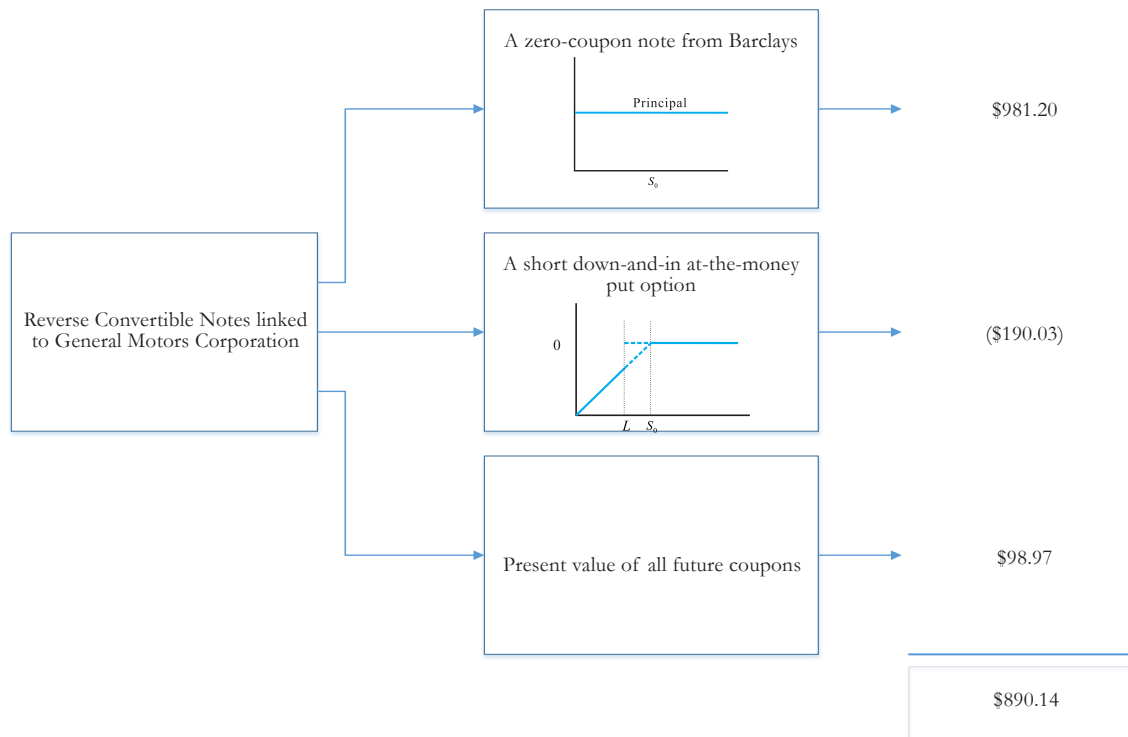 A zero-coupon note from Barclays
Principal
S₀
$981.20
Reverse Convertible Notes linked
to General Motors Corporation
A short down-and-in at-the-money
put option
0
L S₀
($190.03)
Present value of all future coupons
$98.97
$890.14